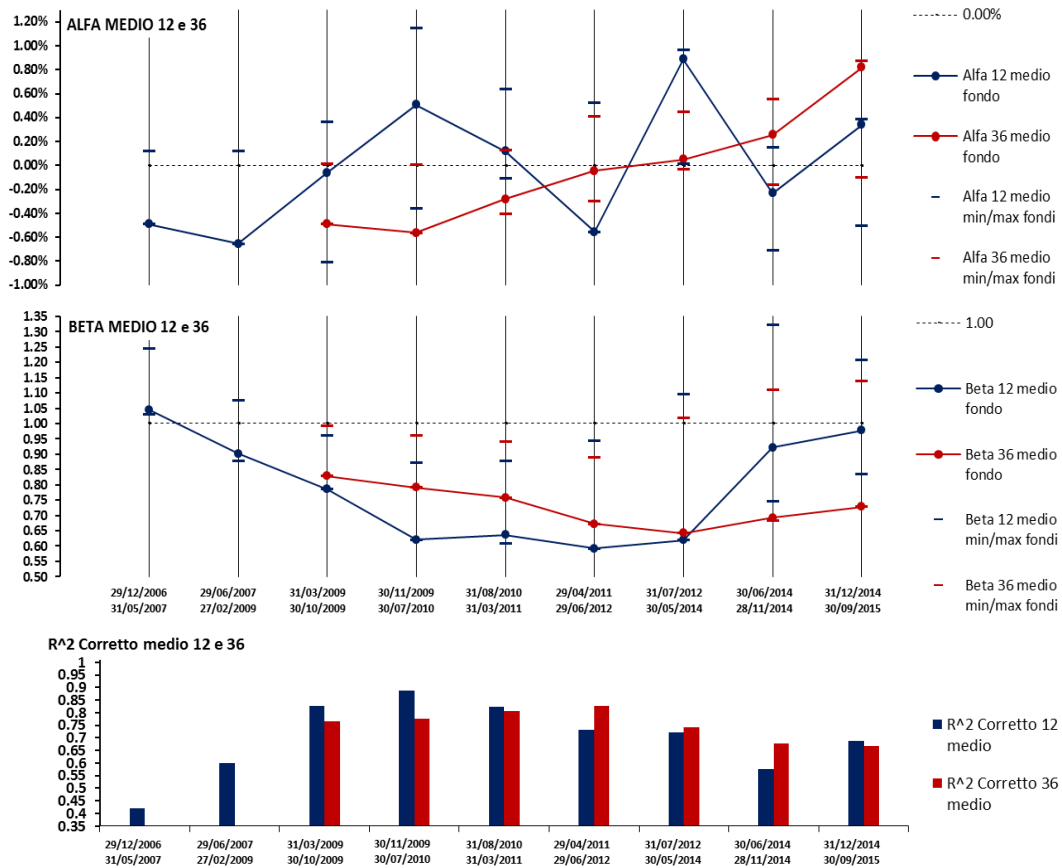 ALFA MEDIO 12 e 36
1.20%
1.00%
0.80%
0.60%
0.40%
0.20%
0.00%
-0.20%
-0.40%
-0.60%
-0.80%
-1.00%
0.00%
Alfa 12 medio
fondo
Alfa 36 medio
fondo
Alfa 12 medio
min/max fondi
Alfa 36 medio
min/max fondi
BETA MEDIO 12 e 36
1.35
1.30
1.25
1.20
1.15
1.10
1.05
1.00
0.95
0.90
0.85
0.80
0.75
0.70
0.65
0.60
0.55
0.50
29/12/2006 29/06/2007 31/03/2009 30/11/2009 31/08/2010 29/04/2011 31/07/2012 30/06/2014 31/12/2014
31/05/2007 27/02/2009 30/10/2009 30/07/2010 31/03/2011 29/06/2012 30/05/2014 28/11/2014 30/09/2015
1.00
Beta 12 medio
fondo
Beta 36 medio
fondo
Beta 12 medio
min/max fondi
Beta 36 medio
min/max fondi
R^2 Corretto medio 12 e 36
1
0.95
0.9
0.85
0.8
0.75
0.7
0.65
0.6
0.55
0.5
0.45
0.4
0.35
29/12/2006 29/06/2007 31/03/2009 30/11/2009 31/08/2010 29/04/2011 31/07/2012 30/06/2014 31/12/2014
31/05/2007 27/02/2009 30/10/2009 30/07/2010 31/03/2011 29/06/2012 30/05/2014 28/11/2014 30/09/2015
R^2 Corretto 12
medio
R^2 Corretto 36
medio